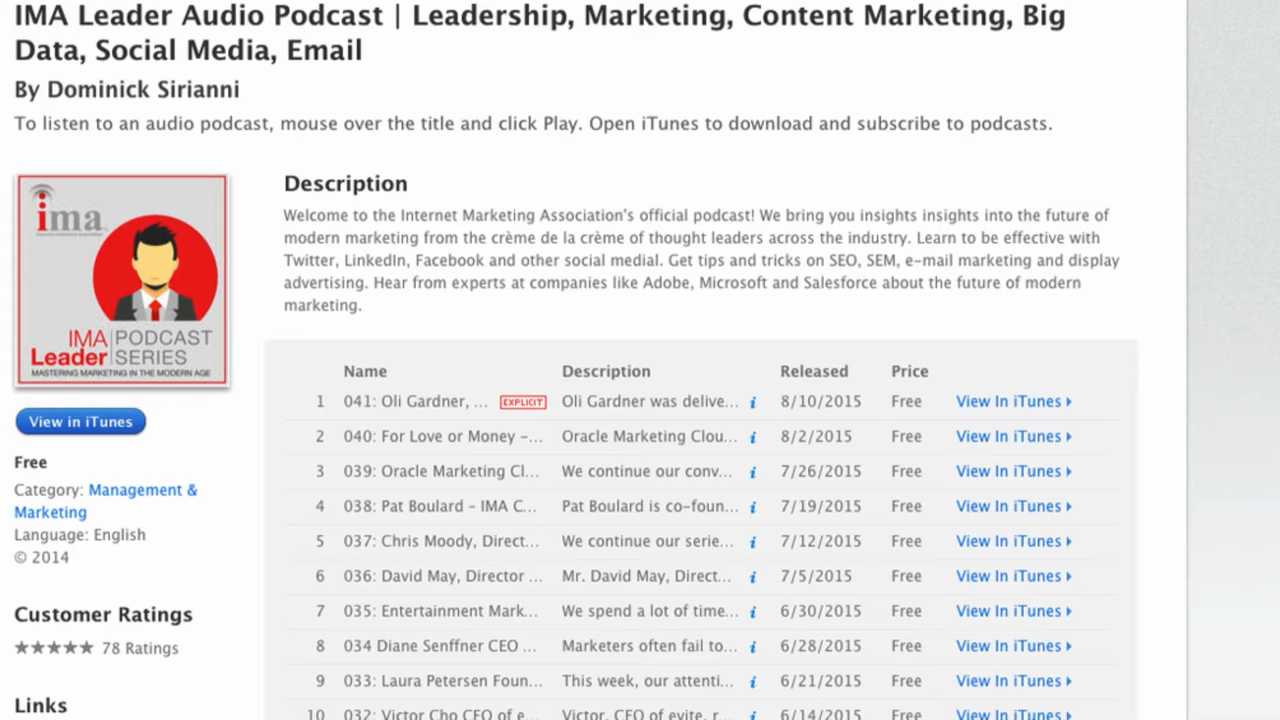 IMA Leader Audio Podcast | Leadership, Marketing, Content Marketing, Big
Data, Social Media, Email
By Dominick Sirianni
To listen to an audio podcast, mouse over the title and click Play. Open iTunes to download and subscribe to podcasts.
ima
IMA PODCAST
Leader SERIES
MASTERING MARKETING IN THE MODERN AGE
View in iTunes
Free
Category: Management &
Marketing
Language: English
© 2014
Customer Ratings
78 Ratings
Links
Description
Welcome to the Internet Marketing Association's official podcast! We bring you insights insights into the future of
modern marketing from the crème de la crème of thought leaders across the industry. Learn to be effective with
Twitter, LinkedIn, Facebook and other social medial. Get tips and tricks on SEO, SEM, e-mail marketing and display
advertising. Hear from experts at companies like Adobe, Microsoft and Salesforce about the future of modern
marketing.
Name Description Released Price
1 041: Oli Gardner, ... EXPLICIT Oli Gardner was delive... i 8/10/2015 Free View In iTunes
2 040: For Love or Money -... Oracle Marketing Clou... i 8/2/2015 Free View In iTunes
3 039: Oracle Marketing Cl... We continue our conv... i 7/26/2015 Free View In iTunes
4 038: Pat Boulard - IMA C... Pat Boulard is co-foun... i 7/19/2015 Free View In iTunes
5 037: Chris Moody, Direct... We continue our serie... i 7/12/2015 Free View In iTunes
6 036: David May, Director ... Mr. David May, Direct... i 7/5/2015 Free View In iTunes
7 035: Entertainment Mark... We spend a lot of time... i 6/30/2015 Free View In iTunes
8 034 Diane Senffner CEO ... Marketers often fail to... i 6/28/2015 Free View In iTunes
9 033: Laura Petersen Foun... This week, our attenti... i 6/21/2015 Free View In iTunes
10 032: Victor Cho CEO of e... Victor, CEO of evite, r... i 6/14/2015 Free View In iTunes